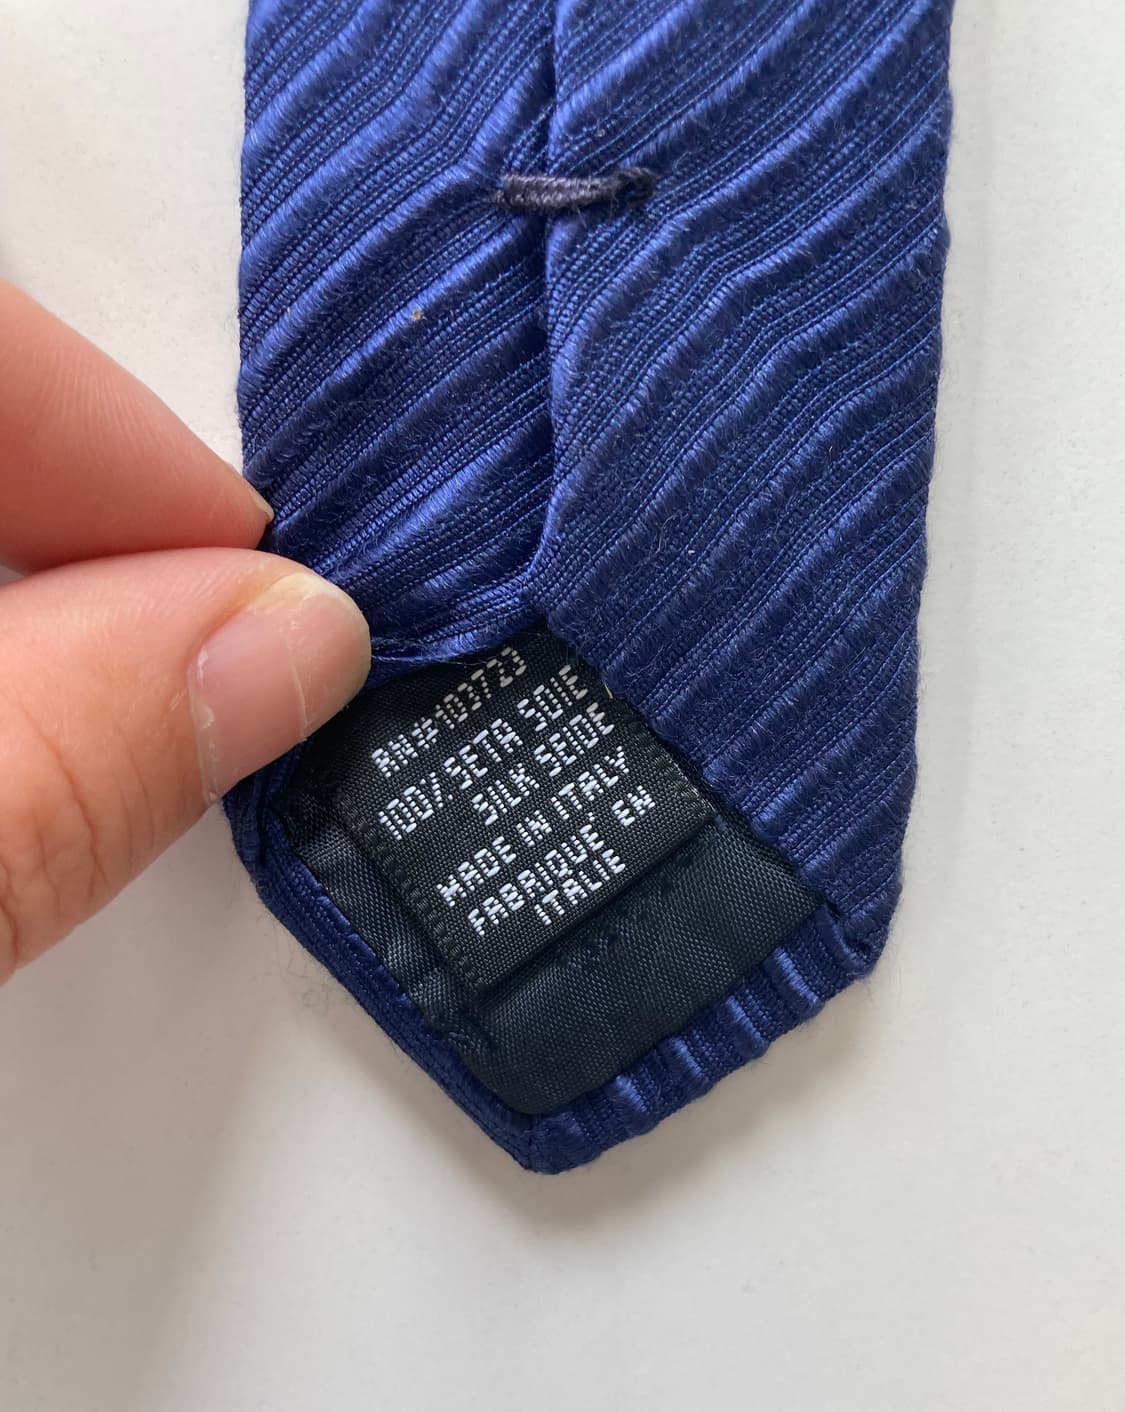 RN#103723
100% SETA SOIE
SILK SEIDE
MADE IN ITALY
FABRIQUE' EN
ITALIE